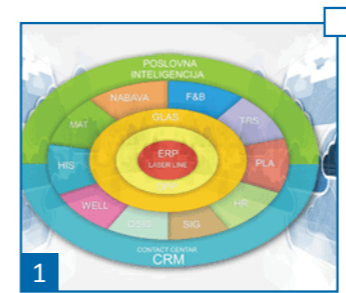 POSLOVNA
INTELIGENCIJA
NABAVA
F&B
MAT
GLAS
TRS
ERP
LASER LINE
HIS
PLA
WELL
HR
SIG
CONTACT CENTAR
CRM
1